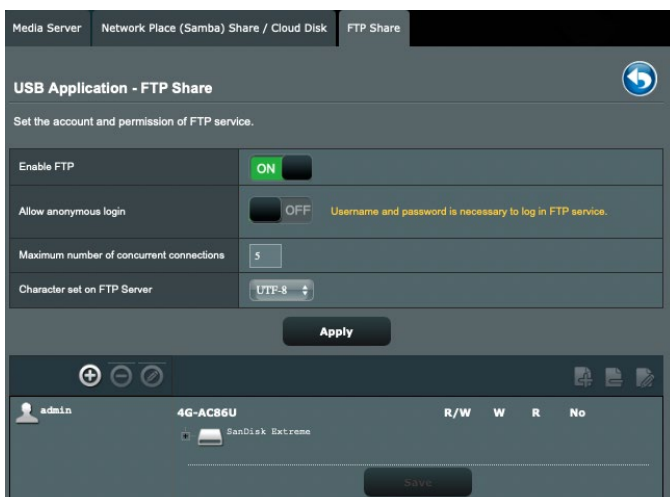 Media Server Network Place (Samba) Share / Cloud Disk FTP Share
USB Application - FTP Share
Set the account and permission of FTP service.
Enable FTP ON
Allow anonymous login OFF Username and password is necessary to log in FTP service.
Maximum number of concurrent connections 5
Character set on FTP Server UTF-8
Apply
admin 4G-AC86U R/W W R No
SanDisk Extreme
Save